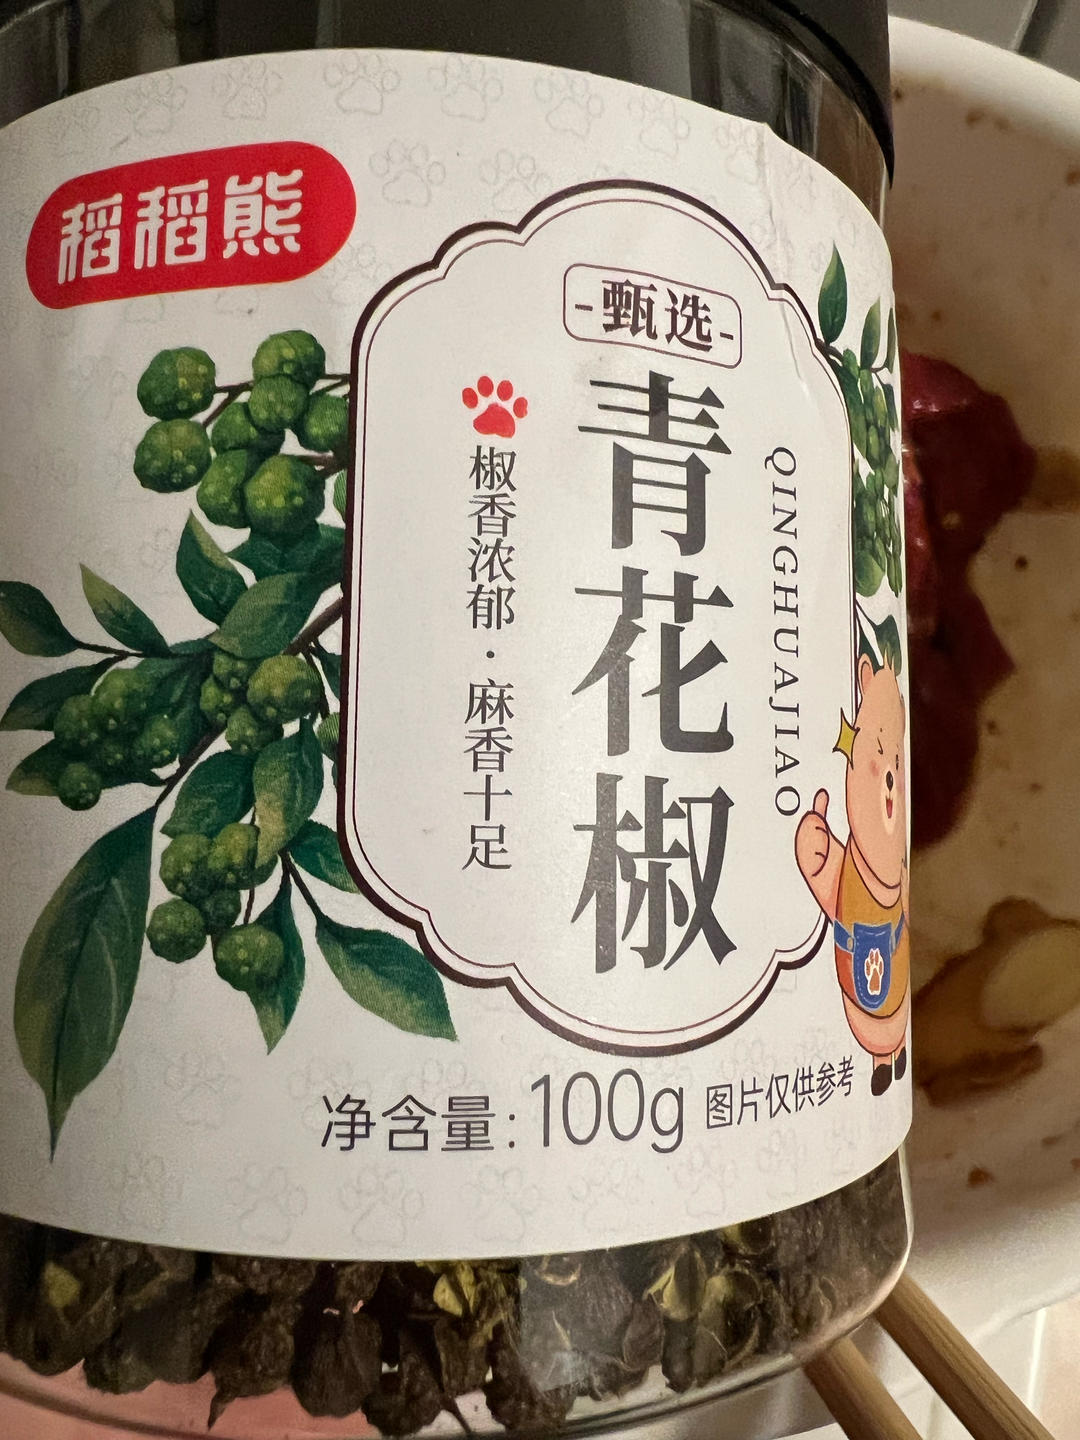 稻稻熊
-甄选-
青花椒
QINGHUAJIAO
椒香浓郁·麻香十足
净含量:100g 图片仅供参考